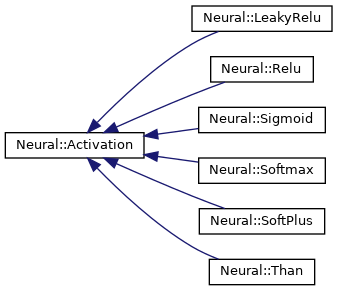 Neural::LeakyRelu
Neural::Relu
Neural::Sigmoid
Neural::Activation
Neural::Softmax
Neural::SoftPlus
Neural::Than